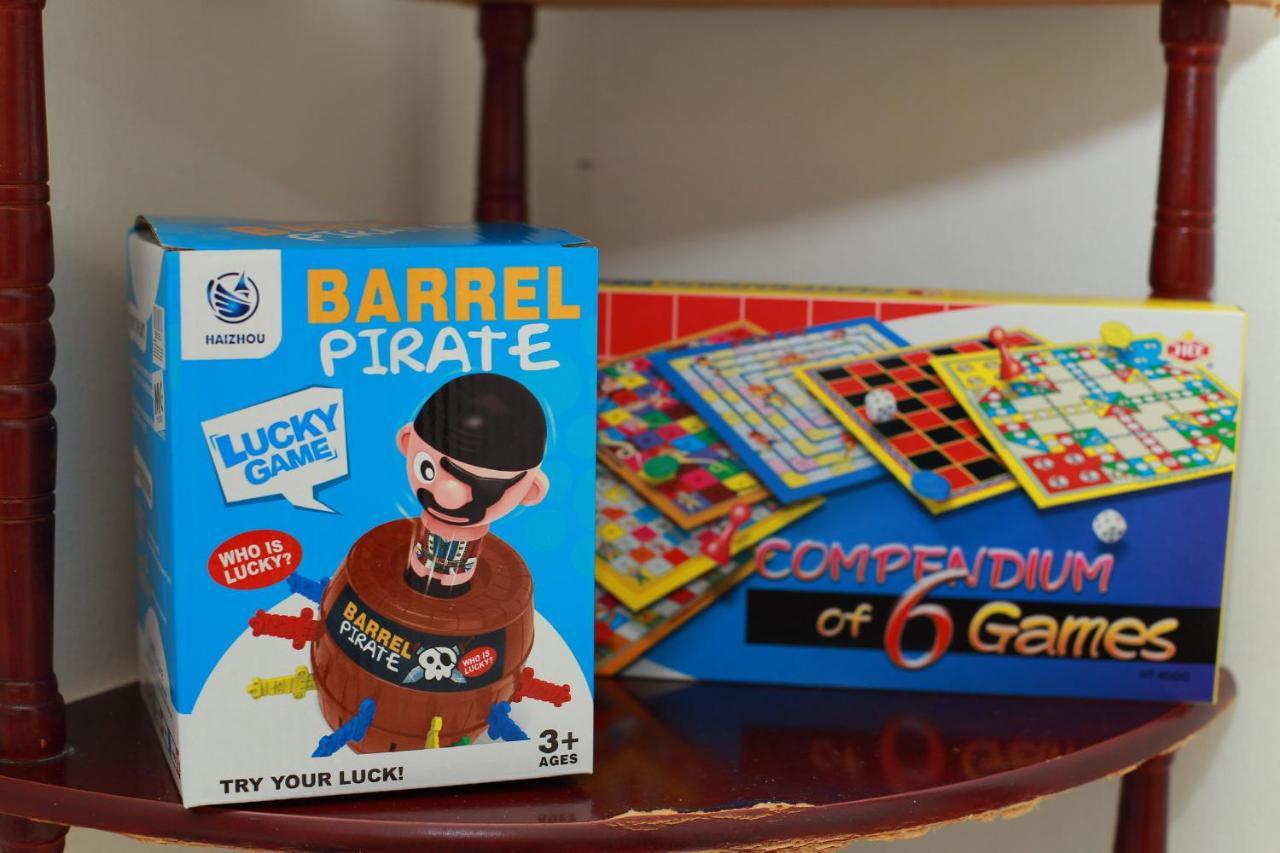 HAIZHOU
BARREL
PIRATE
LUCKY
GAME
WHO IS
LUCKY?
BARREL
PIRATE
WHO IS
LUCKY?
3+
AGES
TRY YOUR LUCK!
COMPENDIUM
of 6 Games